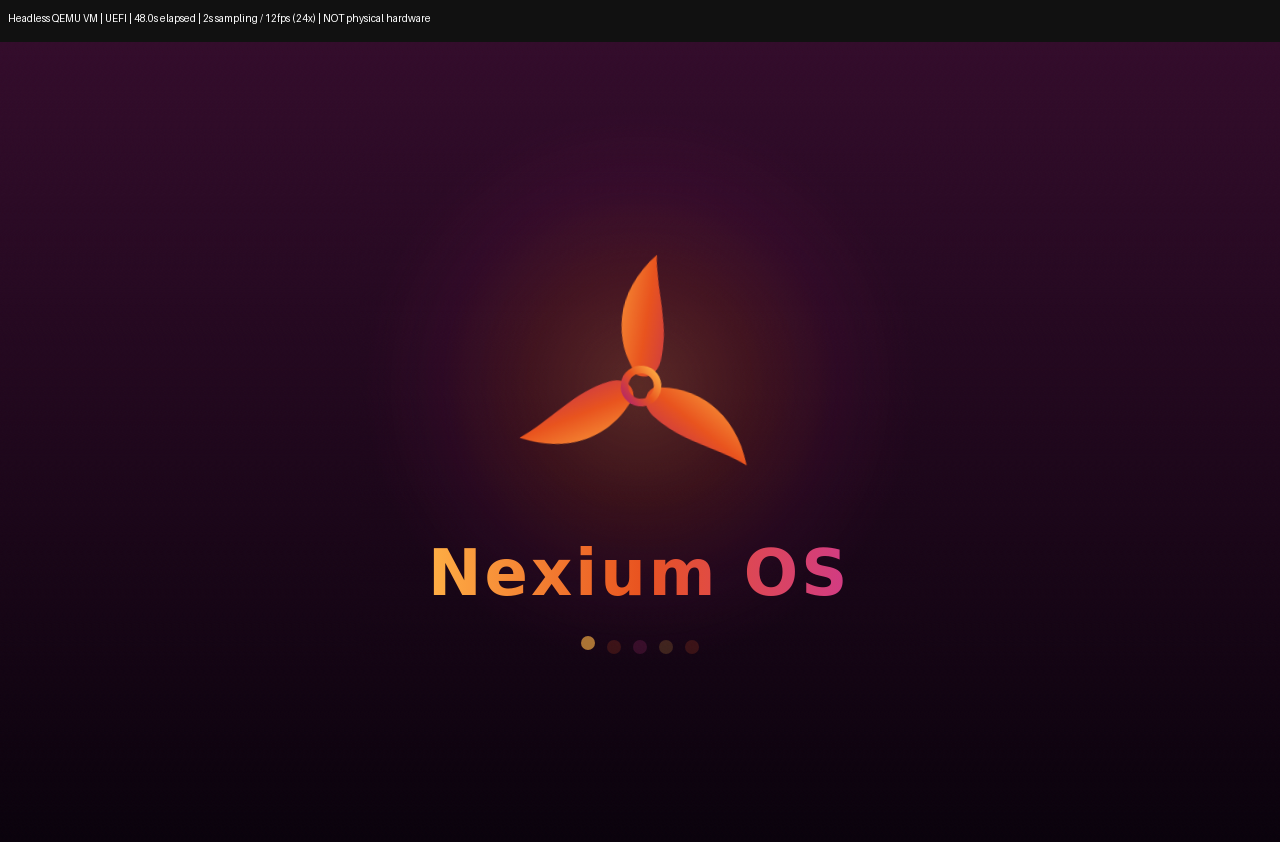 Headless QEMU VM | UEFI | 48.0s elapsed | 2s sampling / 12fps (24x) | NOT physical hardware
Nexium OS